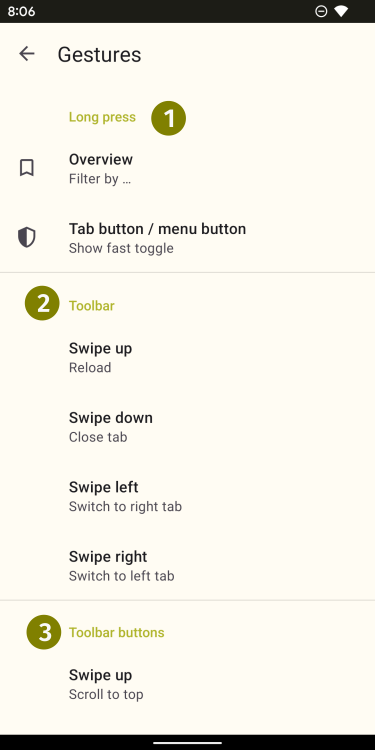 8:06
Gestures
Long press 1
Overview
Filter by ...
Tab button / menu button
Show fast toggle
2 Toolbar
Swipe up
Reload
Swipe down
Close tab
Swipe left
Switch to right tab
Swipe right
Switch to left tab
3 Toolbar buttons
Swipe up
Scroll to top